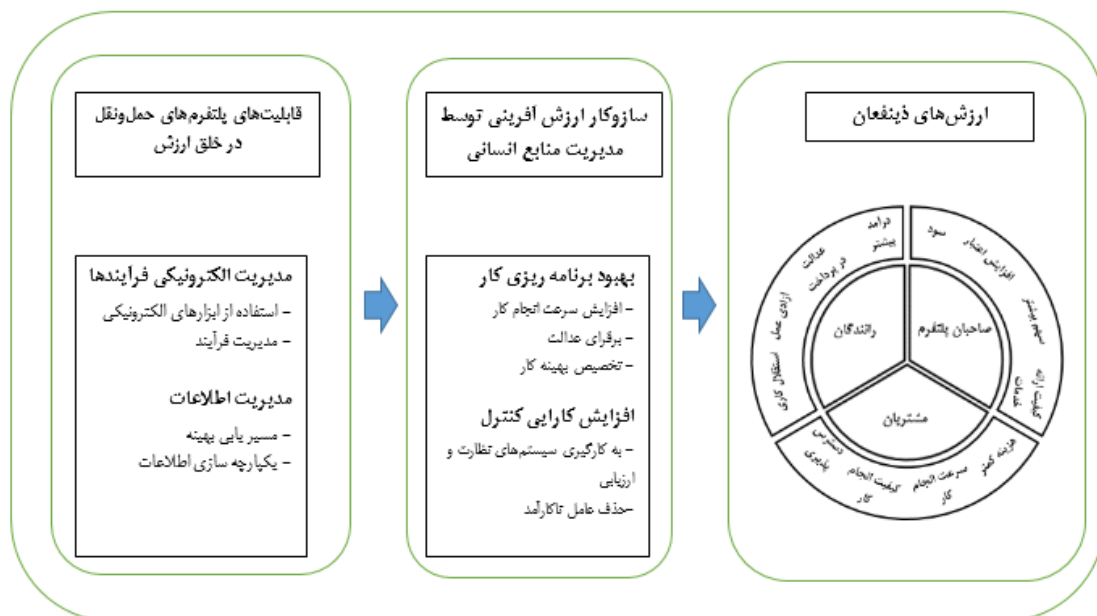 قابلیت‌های پلتفرم‌های حمل‌ونقل
در خلق ارزش
مدیریت الکترونیکی فرآیندها
- استفاده از ابزارهای الکترونیکی
- مدیریت فرآیند
مدیریت اطلاعات
- مسیر یابی بهینه
- یکپارچه سازی اطلاعات
سازوکار ارزش آفرینی توسط
مدیریت منابع انسانی
بهبود برنامه ریزی کار
- افزایش سرعت انجام کار
- برقرای عدالت
- تخصیص بهینه کار
افزایش کارایی کنترل
- به کارگیری سیستم‌های نظارت و
ارزیابی
-حذف عامل ناکارآمد
ارزش‌های ذینفعان
صاحبان پلتفرم
سود
افزایش اعتبار
سهم بیشتر
کیفیت ارائه
خدمات
رانندگان
درآمد
بیشتر
عدالت
در پرداخت
ازادی عمل
استقلال کاری
مشتریان
هزینه کمتر
سرعت انجام
کار
کیفیت انجام
کار
دسترس
پذیری